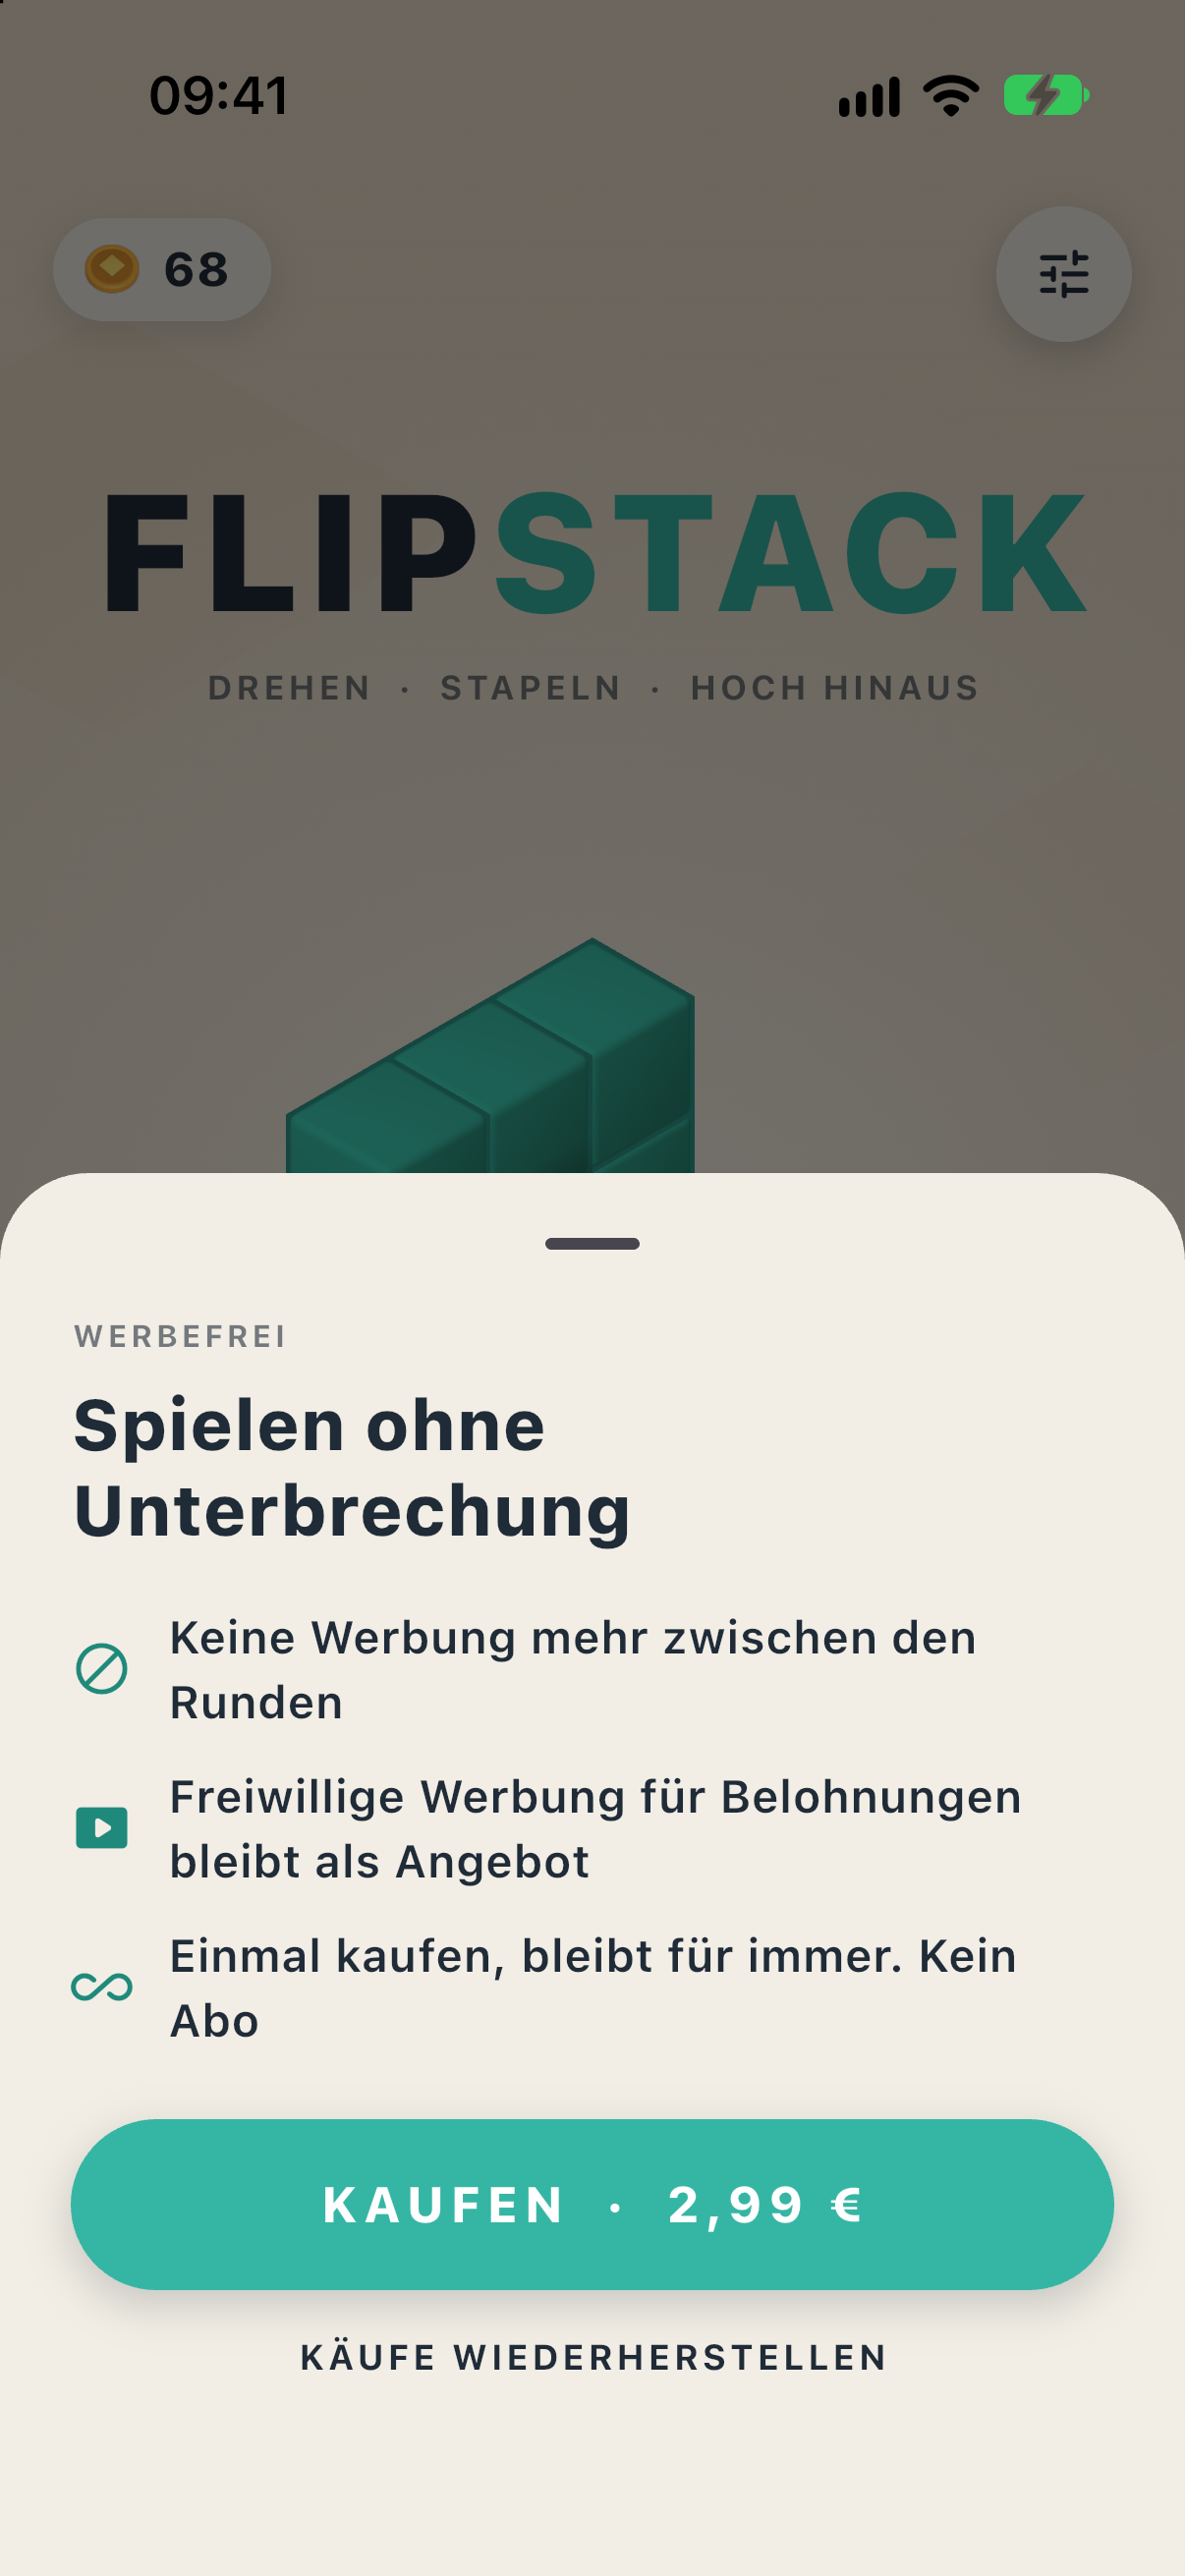 09:41
68
FLIPSTACK
DREHEN · STAPELN · HOCH HINAUS
WERBEFREI
Spielen ohne
Unterbrechung
Keine Werbung mehr zwischen den
Runden
Freiwillige Werbung für Belohnungen
bleibt als Angebot
Einmal kaufen, bleibt für immer. Kein
Abo
KAUFEN · 2,99 €
KÄUFE WIEDERHERSTELLEN